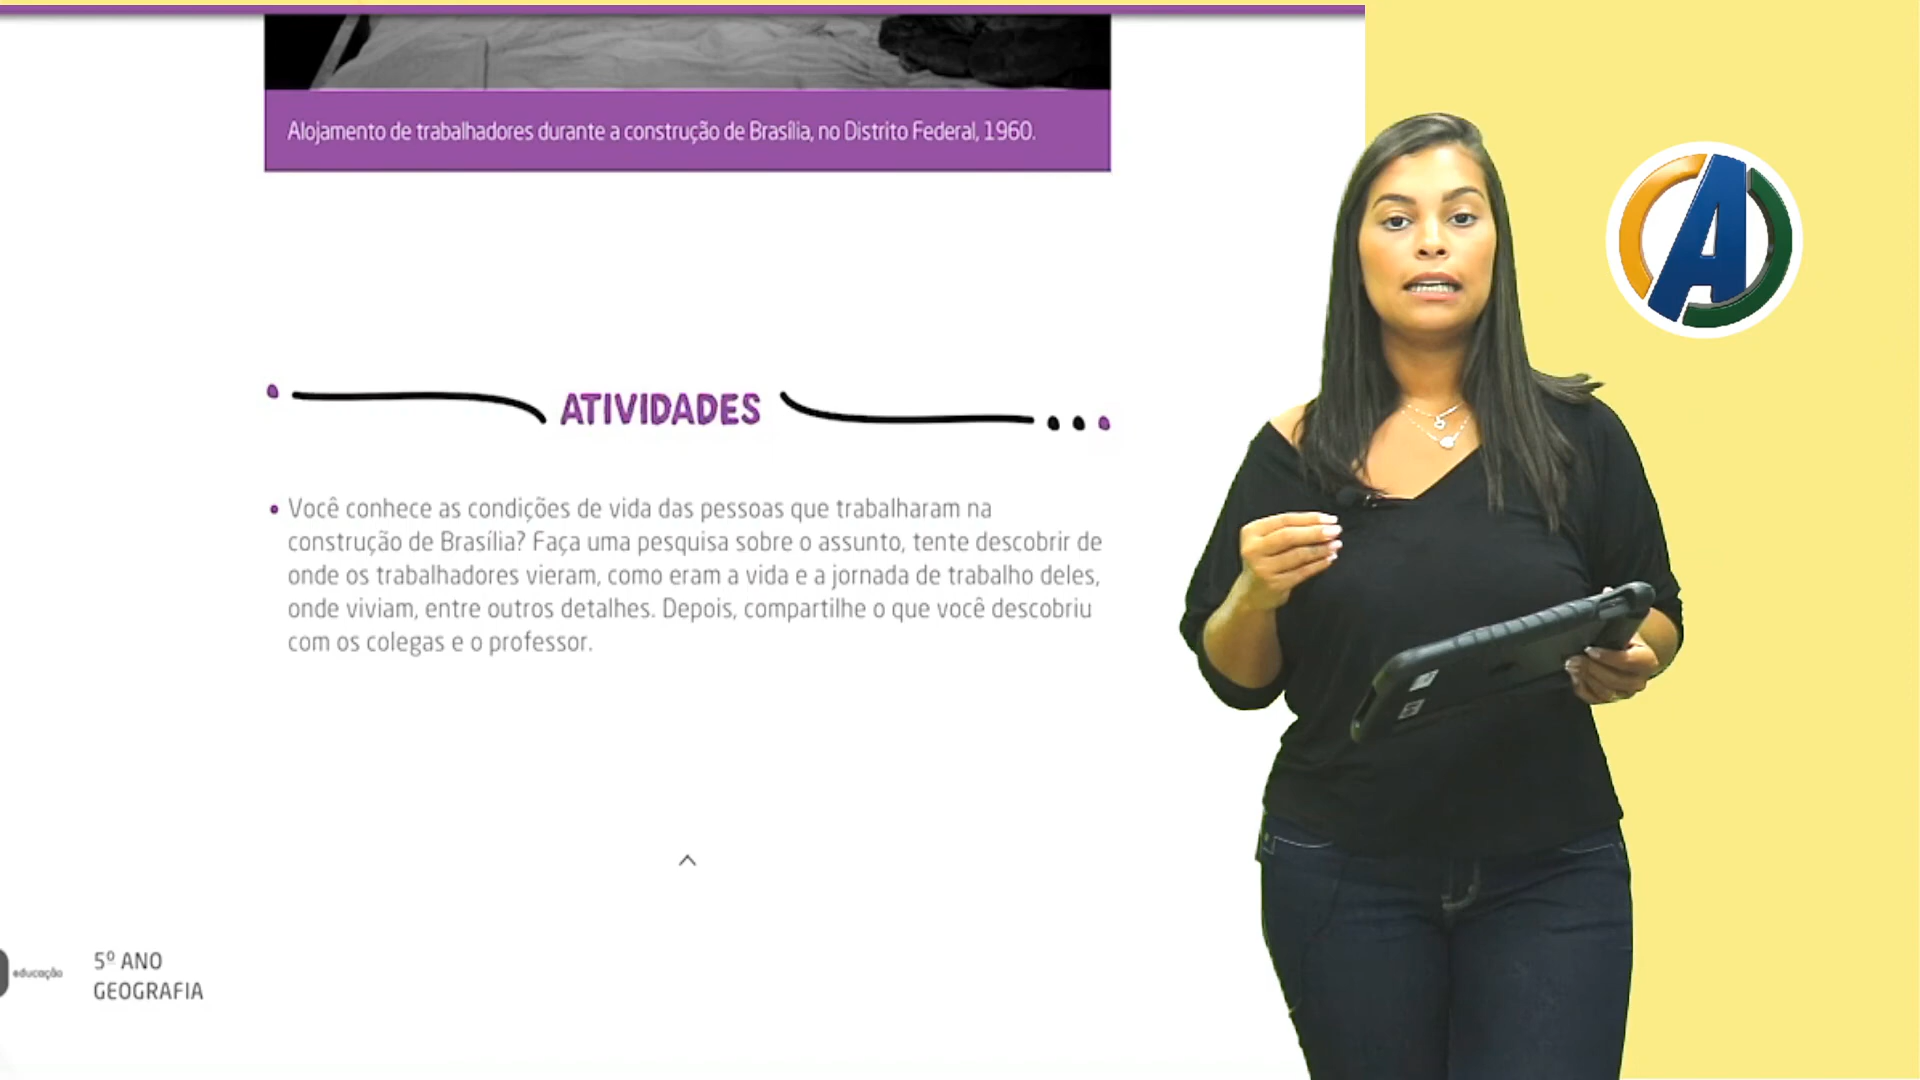 Alojamento de trabalhadores durante a construção de Brasília, no Distrito Federal, 1960.
ATIVIDADES
• Você conhece as condições de vida das pessoas que trabalharam na
construção de Brasília? Faça uma pesquisa sobre o assunto, tente descobrir de
onde os trabalhadores vieram, como eram a vida e a jornada de trabalho deles,
onde viviam, entre outros detalhes. Depois, compartilhe o que você descobriu
com os colegas e o professor.
educação
5º ANO
GEOGRAFIA
A